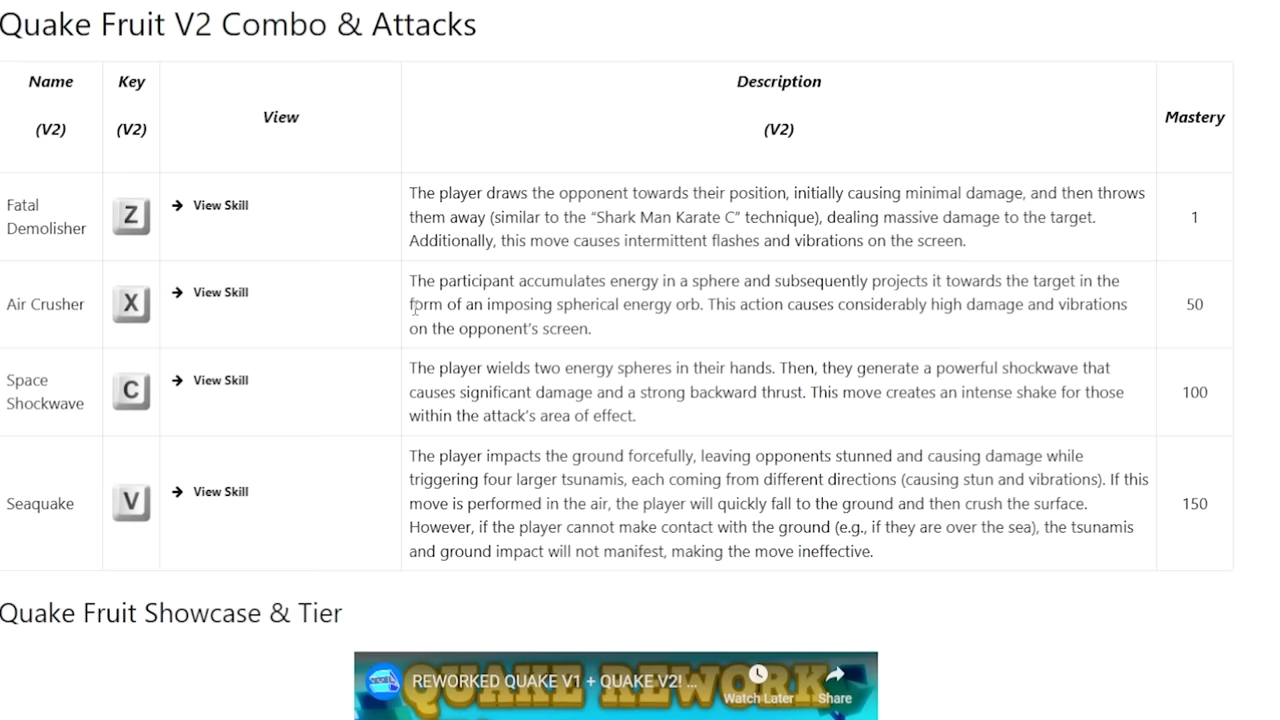 Quake Fruit V2 Combo & Attacks
Name
(V2)
Key
(V2)
View
Description
(V2)
Mastery
Fatal
Demolisher
Z
View Skill
The player draws the opponent towards their position, initially causing minimal damage, and then throws
them away (similar to the “Shark Man Karate C” technique), dealing massive damage to the target.
Additionally, this move causes intermittent flashes and vibrations on the screen.
1
Air Crusher
X
View Skill
The participant accumulates energy in a sphere and subsequently projects it towards the target in the
form of an imposing spherical energy orb. This action causes considerably high damage and vibrations
on the opponent’s screen.
50
Space
Shockwave
C
View Skill
The player wields two energy spheres in their hands. Then, they generate a powerful shockwave that
causes significant damage and a strong backward thrust. This move creates an intense shake for those
within the attack’s area of effect.
100
Seaquake
V
View Skill
The player impacts the ground forcefully, leaving opponents stunned and causing damage while
triggering four larger tsunamis, each coming from different directions (causing stun and vibrations). If this
move is performed in the air, the player will quickly fall to the ground and then crush the surface.
However, if the player cannot make contact with the ground (e.g., if they are over the sea), the tsunamis
and ground impact will not manifest, making the move ineffective.
150
Quake Fruit Showcase & Tier
QUAKE REWORK
REWORKED QUAKE V1 + QUAKE V2! ...
Watch Later
Share